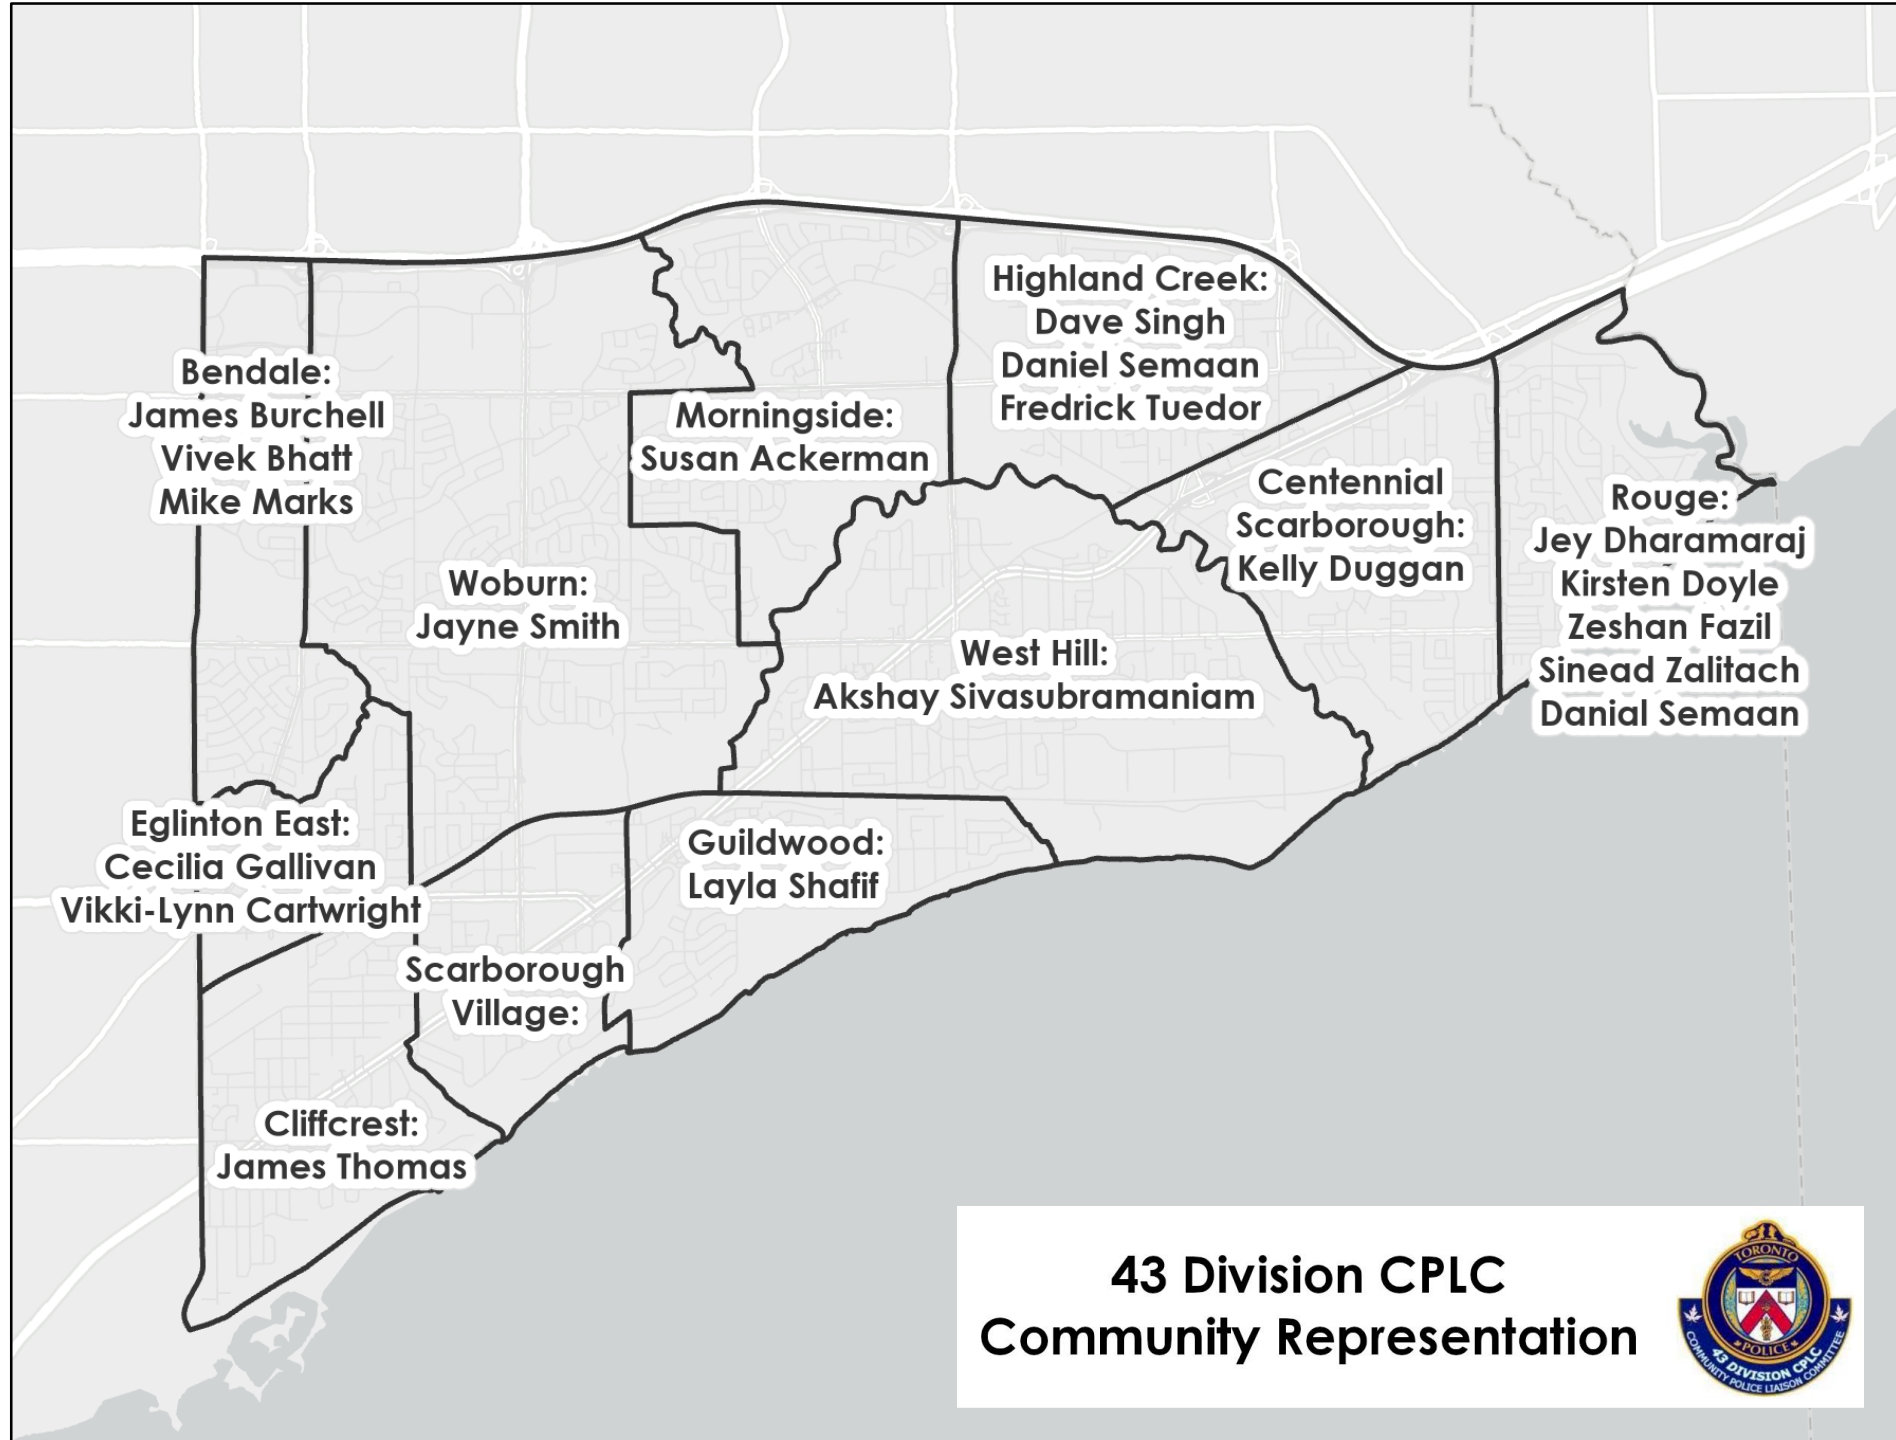 Highland Creek:
Dave Singh
Daniel Semaan
Fredrick Tuedor
Bendale:
James Burchell
Vivek Bhatt
Mike Marks
Morningside:
Susan Ackerman
Centennial
Scarborough:
Kelly Duggan
Rouge:
Jey Dharamaraj
Kirsten Doyle
Zeshan Fazil
Sinead Zalitach
Danial Semaan
Woburn:
Jayne Smith
West Hill:
Akshay Sivasubramaniam
Eglinton East:
Cecilia Gallivan
Vikki-Lynn Cartwright
Guildwood:
Layla Shafif
Scarborough
Village:
Cliffcrest:
James Thomas
43 Division CPLC
Community Representation
TORONTO
POLICE
43 DIVISION CPLC
COMMUNITY POLICE LIAISON COMMITTEE